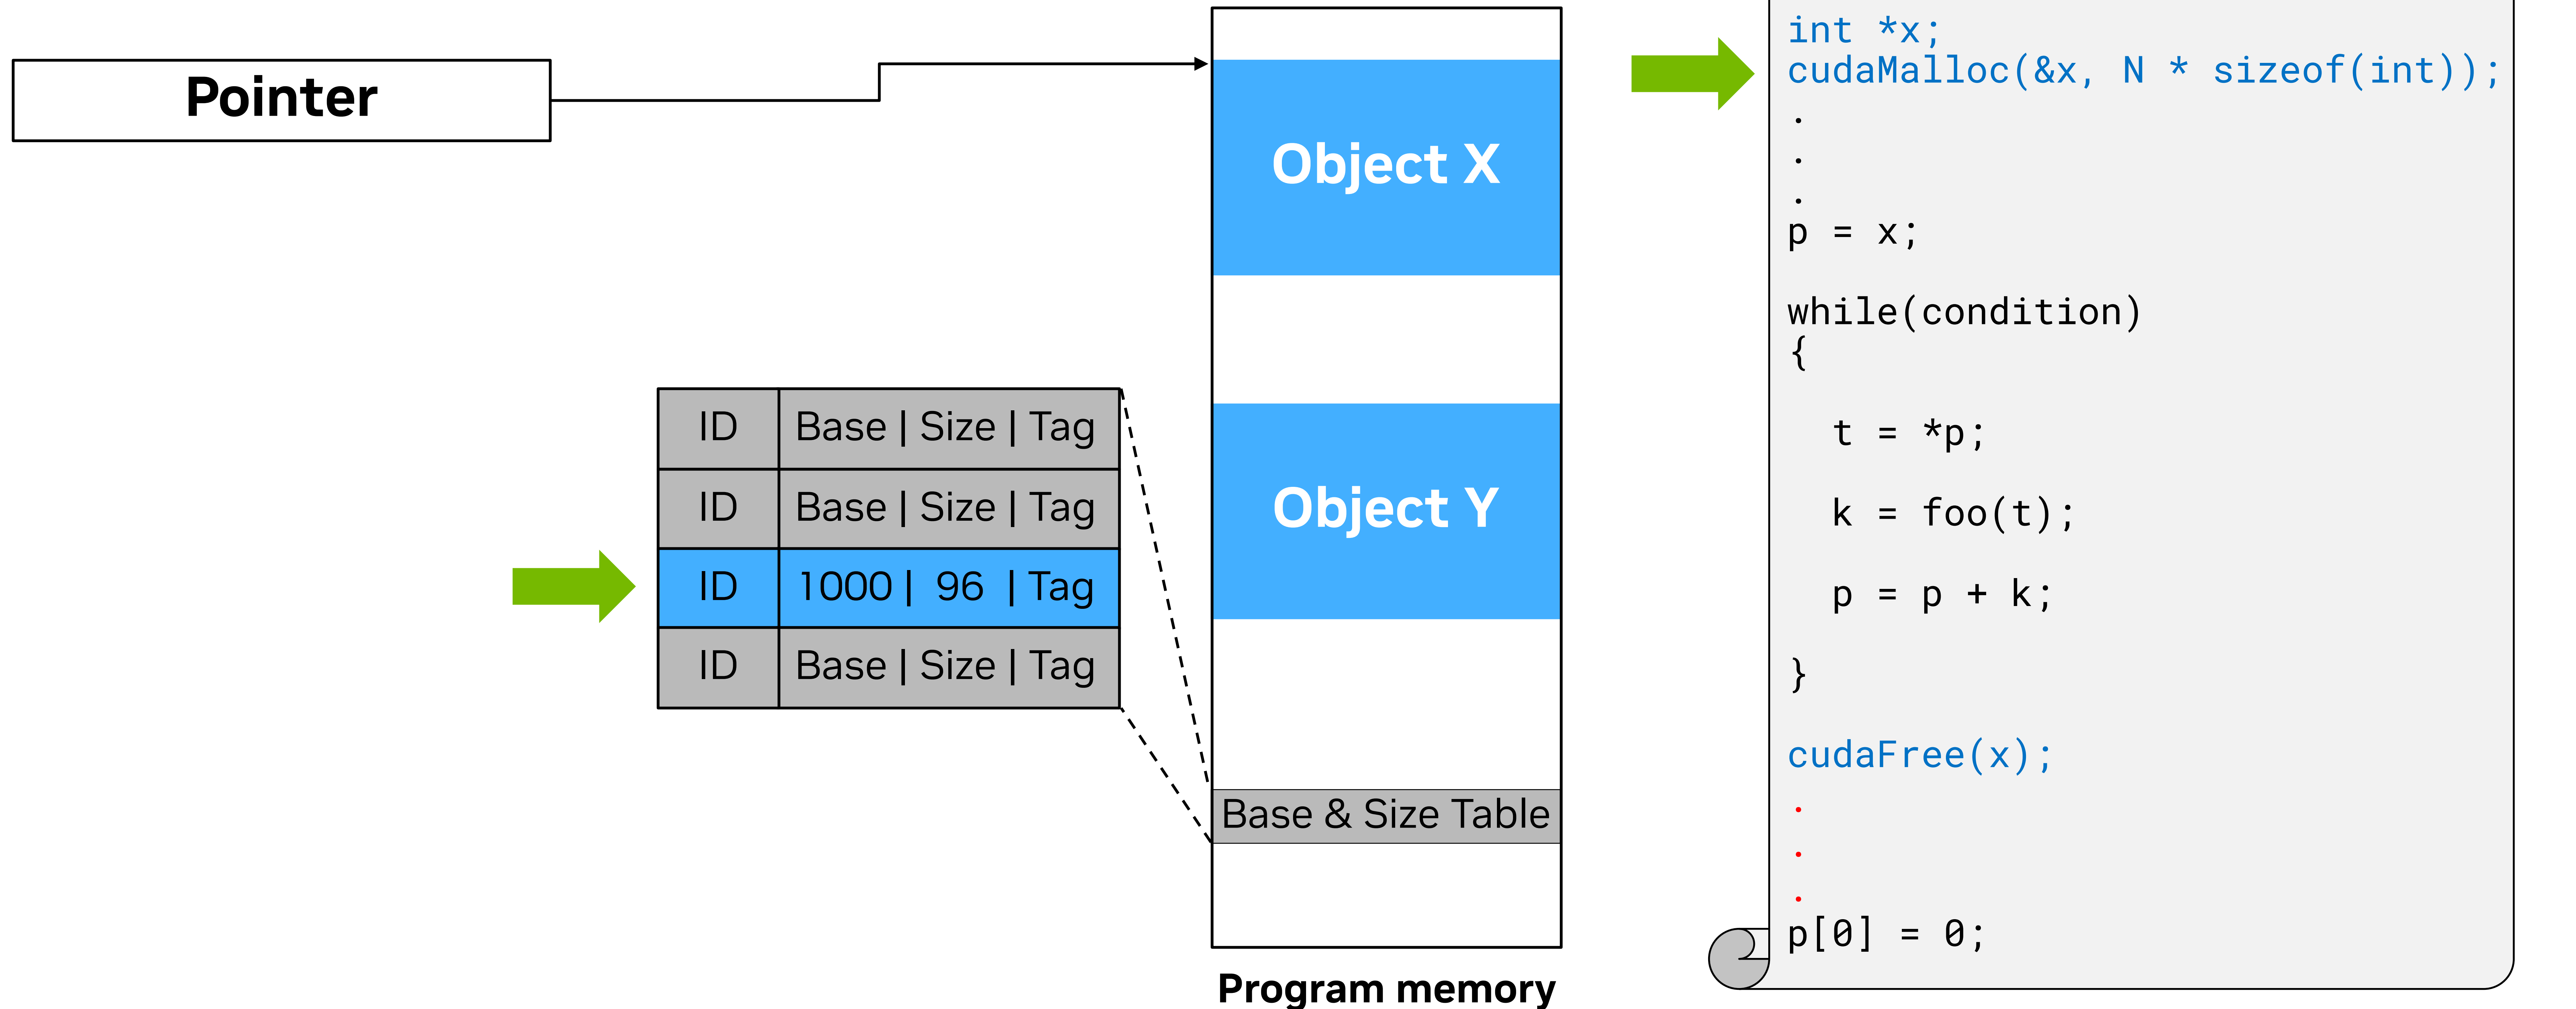 Pointer
Object X
Object Y
ID Base | Size | Tag
ID Base | Size | Tag
ID 1000 | 96 | Tag
ID Base | Size | Tag
Base & Size Table
Program memory
int *x;
cudaMalloc(&x, N * sizeof(int));
.
.
.
p = x;
while(condition)
{
t = *p;
k = foo(t);
p = p + k;
}
cudaFree(x);
.
.
.
p[0] = 0;